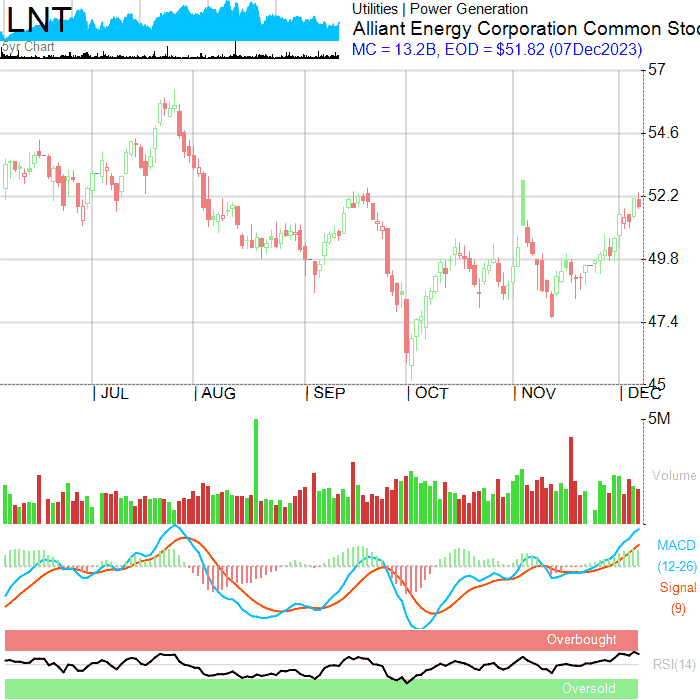 LNT
5yr Chart
Utilities | Power Generation
Alliant Energy Corporation Common Stoc
MC = 13.2B, EOD = $51.82 (07Dec2023)
57
54.6
52.2
49.8
47.4
45
| JUL | AUG | SEP | OCT | NOV | DEC
5M
Volume
MACD
(12-26)
Signal
(9)
Overbought
RSI(14)
Oversold